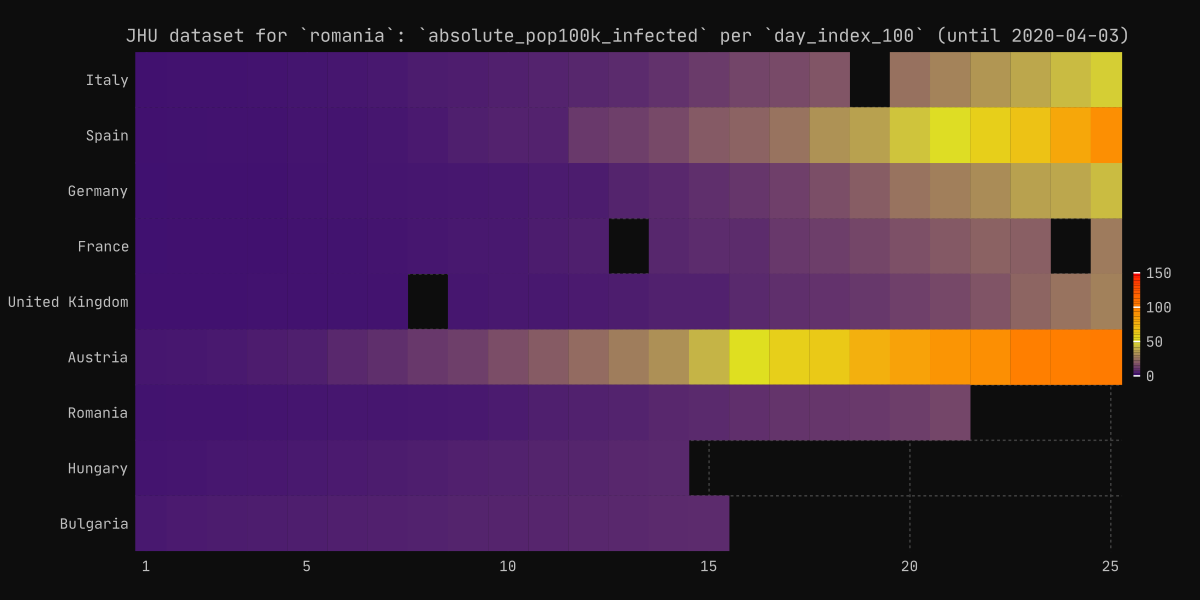 JHU dataset for `romania`: `absolute_pop100k_infected` per `day_index_100` (until 2020-04-03)
Italy
Spain
Germany
France
United Kingdom
Austria
Romania
Hungary
Bulgaria
150
100
50
0
1 5 10 15 20 25